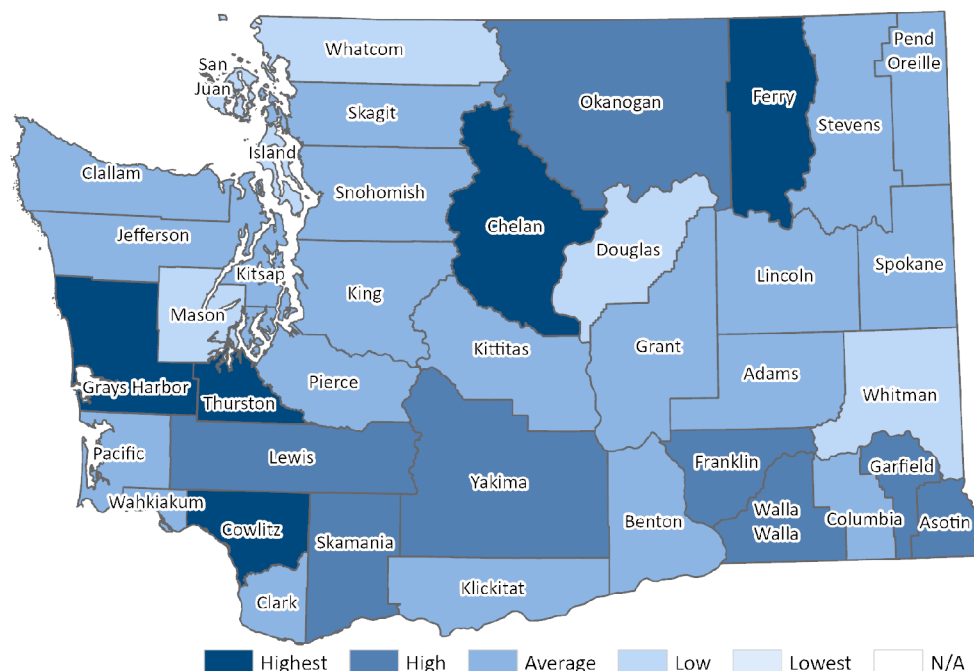 Whatcom
San
Juan
Skagit
Island
Okanogan
Ferry
Pend
Oreille
Stevens
Clallam
Snohomish
Jefferson
Chelan
Douglas
Kitsap
King
Lincoln
Spokane
Mason
Grays Harbor
Thurston
Pierce
Kittitas
Grant
Adams
Whitman
Pacific
Lewis
Yakima
Franklin
Garfield
Wahkiakum
Cowlitz
Skamania
Benton
Walla
Walla
Columbia
Asotin
Clark
Klickitat
Highest High Average Low Lowest N/A